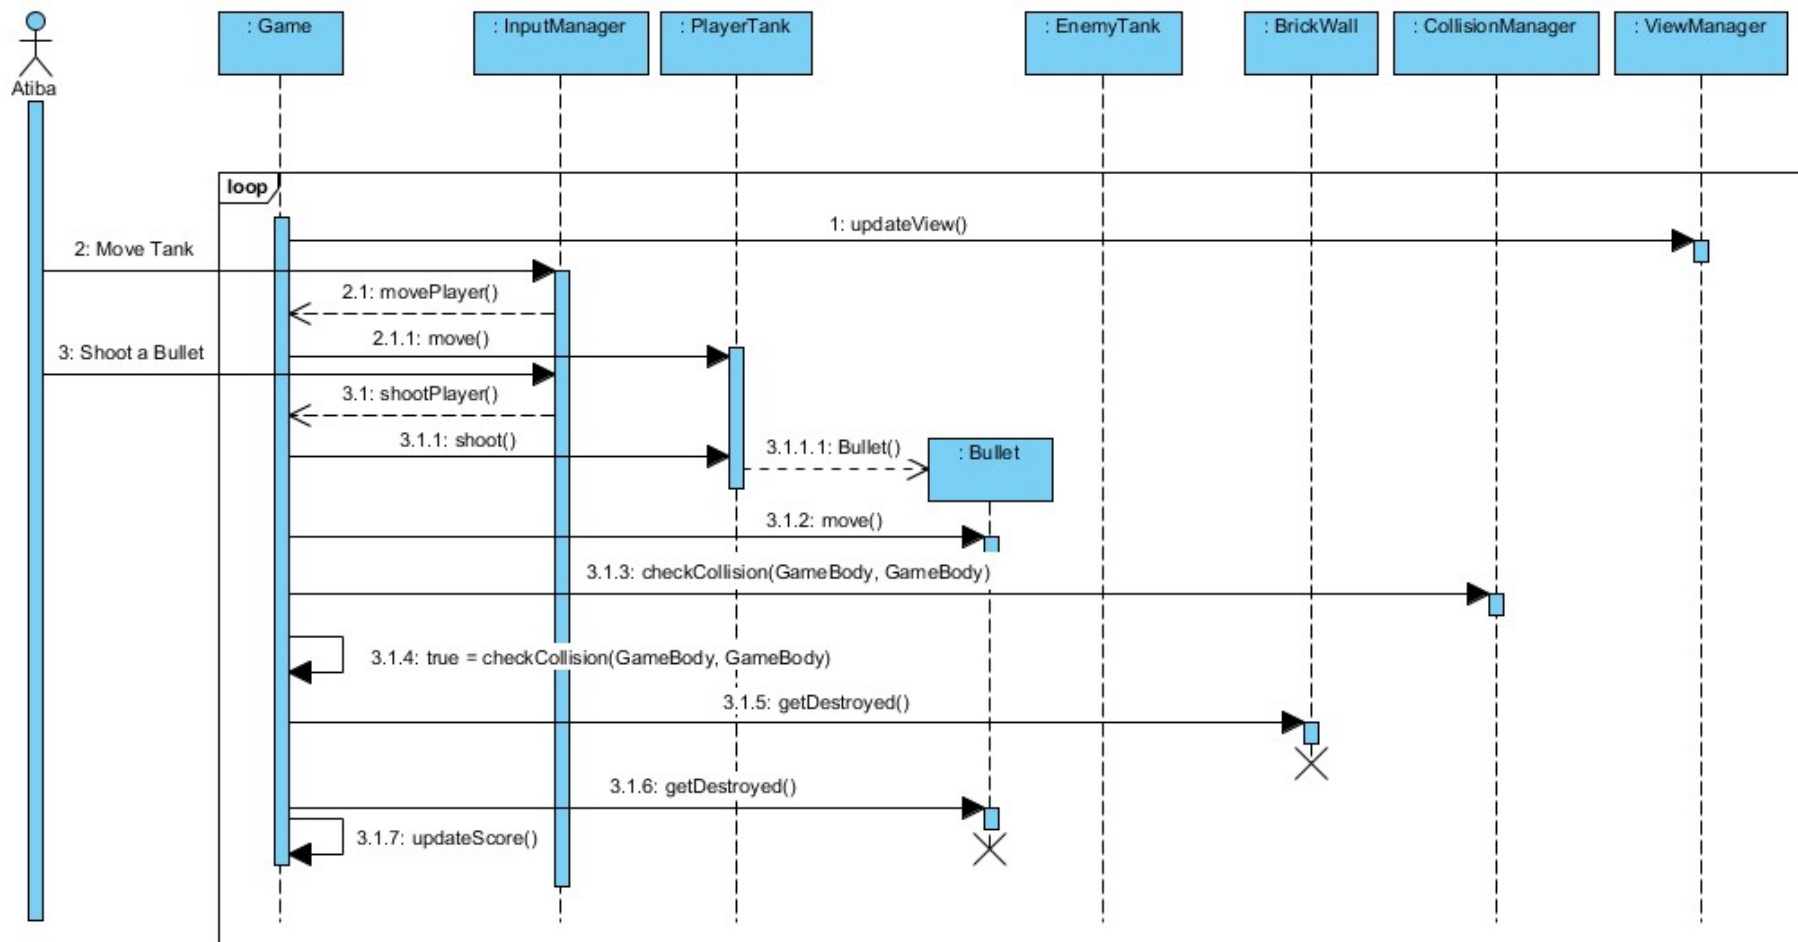 : Game
: InputManager
: PlayerTank
: EnemyTank
: BrickWall
: CollisionManager
: ViewManager
Atiba
loop
1: updateView()
2: Move Tank
2.1: movePlayer()
2.1.1: move()
3: Shoot a Bullet
3.1: shootPlayer()
3.1.1: shoot()
3.1.1.1: Bullet()
: Bullet
3.1.2: move()
3.1.3: checkCollision(GameBody, GameBody)
3.1.4: true = checkCollision(GameBody, GameBody)
3.1.5: getDestroyed()
3.1.6: getDestroyed()
3.1.7: updateScore()